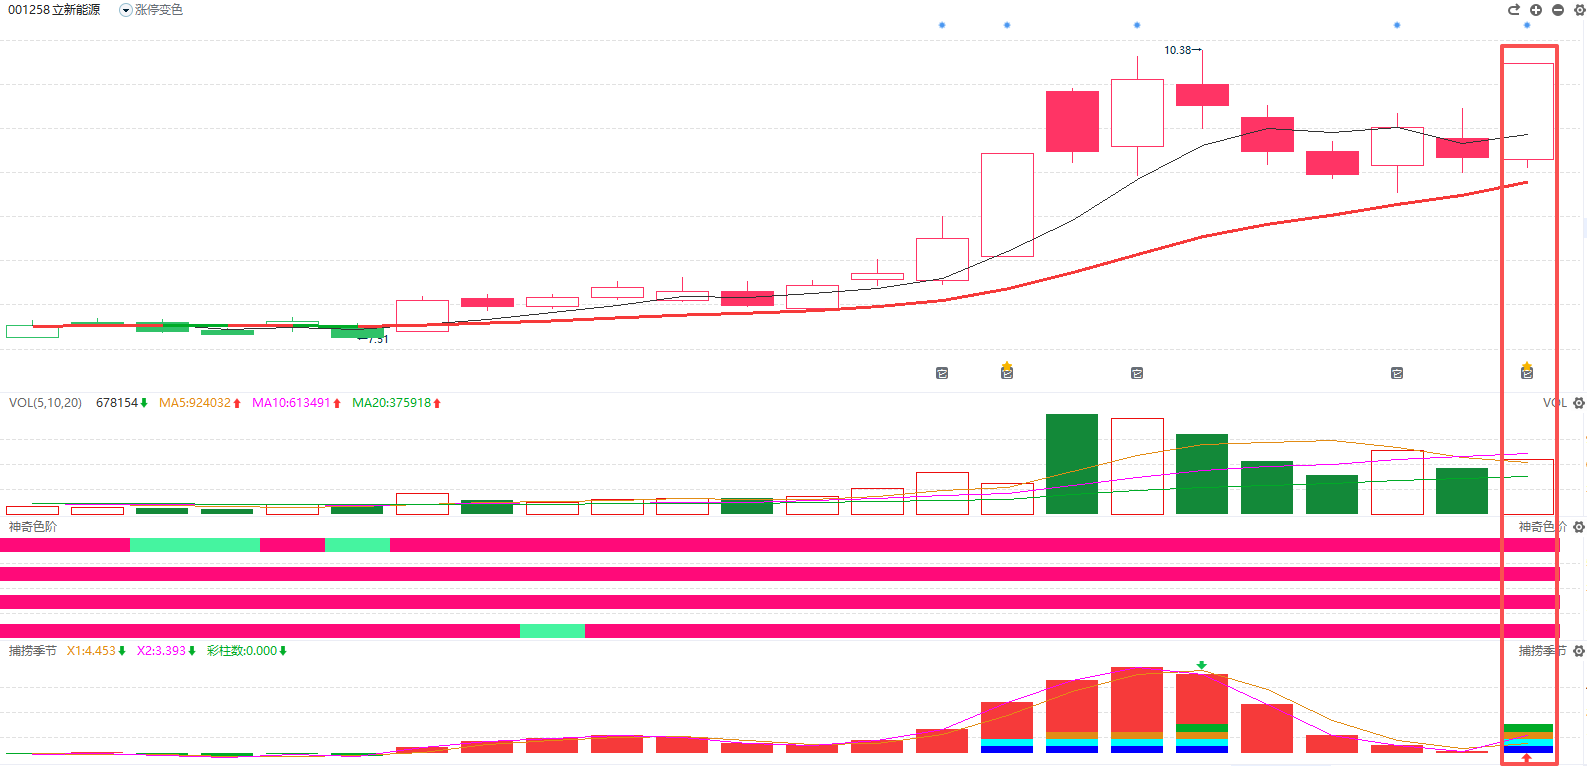 001258 立新能源 涨停变色
10.38→
←7.51
VOL(5,10,20) 678154 MA5:924032 MA10:613491 MA20:375918 VOL
神奇色阶 神奇色阶
捕捞季节 X1:4.453 X2:3.393 彩柱数:0.000 捕捞季节